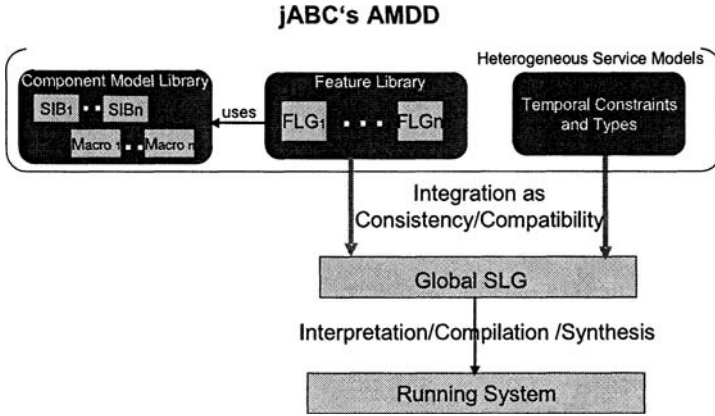 jABC's AMDD
Heterogeneous Service Models
Component Model Library
SIB1 .. SIBn
Macro 1 .. Macro n
uses
Feature Library
FLG1 ... FLGn
Temporal Constraints
and Types
Integration as
Consistency/Compatibility
Global SLG
Interpretation/Compilation /Synthesis
Running System